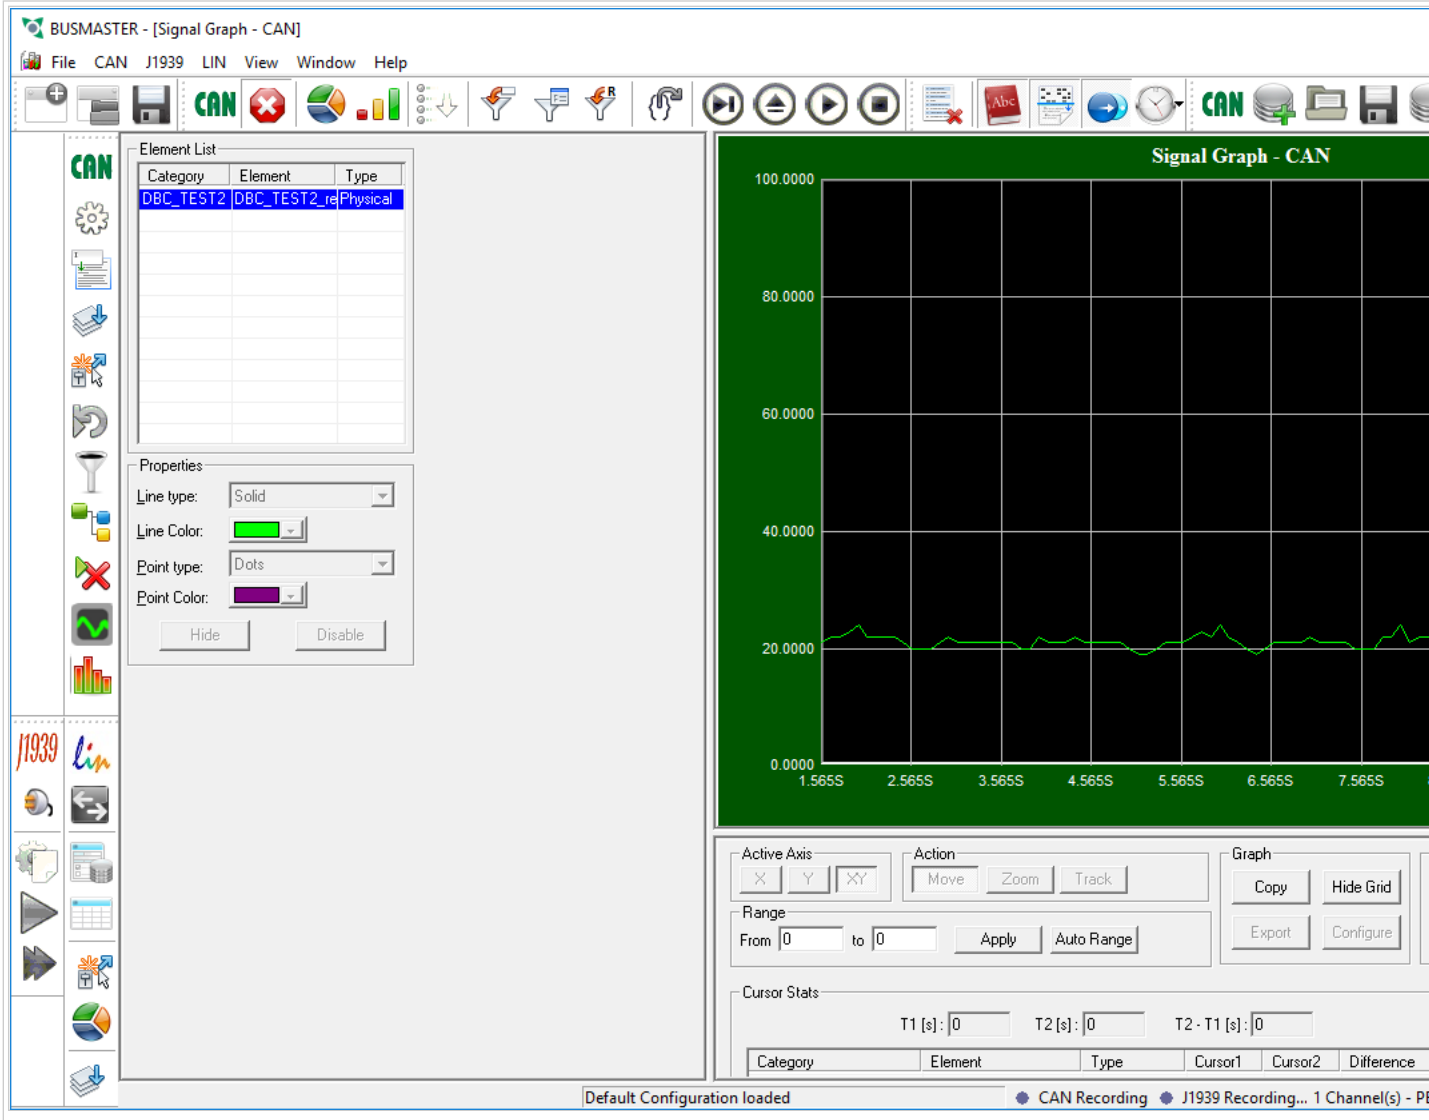 BUSMASTER - [Signal Graph - CAN]
File CAN J1939 LIN View Window Help
CAN R Abc CAN
CAN
Element List
Category Element Type
DBC_TEST2 DBC_TEST2_re Physical
Properties
Line type: Solid
Line Color:
Point type: Dots
Point Color:
Hide Disable
J1939 lin
Signal Graph - CAN
100.0000
80.0000
60.0000
40.0000
20.0000
0.0000
1.565S 2.565S 3.565S 4.565S 5.565S 6.565S 7.565S
Active Axis Action Graph
X Y XY Move Zoom Track Copy Hide Grid
Range
From 0 to 0 Apply Auto Range Export Configure
Cursor Stats
T1 [s] : 0 T2 [s] : 0 T2 - T1 [s] : 0
Category Element Type Cursor1 Cursor2 Difference
Default Configuration loaded CAN Recording J1939 Recording... 1 Channel(s) - PE